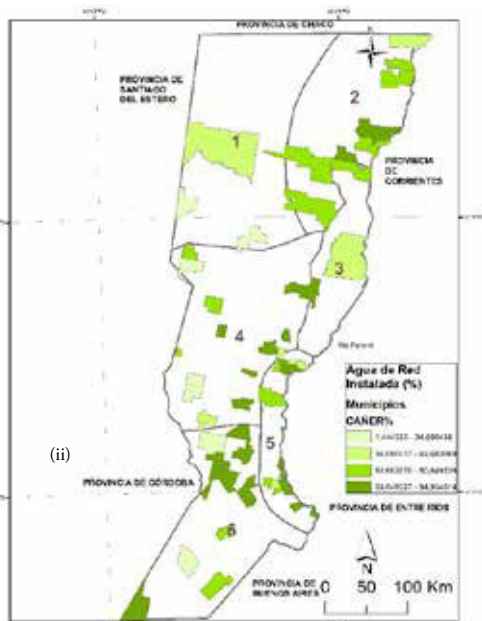 PROVINCIA DE CHACO
PROVINCIA DE
SANTIAGO
DEL ESTERO
2
1
PROVINCIA
DE
CORRIENTES
3
4
Río Paraná
Agua de Red
Instalada (%)
Municipios
CAÑER%
5
(ii)
PROVINCIA DE CÓRDOBA
PROVINCIA DE ENTRE RIOS
6
PROVINCIA DE
BUENOS AIRES
N
0 50 100 Km